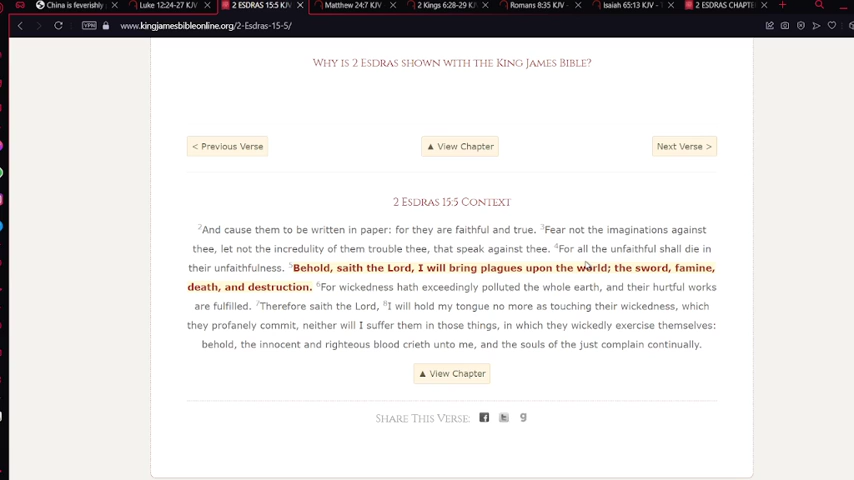 China is feverishly
Luke 12:24-27 KJV
2 ESDRAS 15:5 KJV
Matthew 24:7 KJV
2 Kings 6:28-29 KJV
Romans 8:35 KJV
Isaiah 65:13 KJV -
2 ESDRAS CHAPTE
VPN
www.kingjamesbibleonline.org/2-Esdras-15-5/
Why is 2 Esdras shown with the King James Bible?
< Previous Verse
▲ View Chapter
Next Verse >
2 Esdras 15:5 Context
2And cause them to be written in paper: for they are faithful and true. 3Fear not the imaginations against
thee, let not the incredulity of them trouble thee, that speak against thee. 4For all the unfaithful shall die in
their unfaithfulness. 5Behold, saith the Lord, I will bring plagues upon the world; the sword, famine,
death, and destruction. 6For wickedness hath exceedingly polluted the whole earth, and their hurtful works
are fulfilled. 7Therefore saith the Lord, 8I will hold my tongue no more as touching their wickedness, which
they profanely commit, neither will I suffer them in those things, in which they wickedly exercise themselves:
behold, the innocent and righteous blood crieth unto me, and the souls of the just complain continually.
▲ View Chapter
Share This Verse: